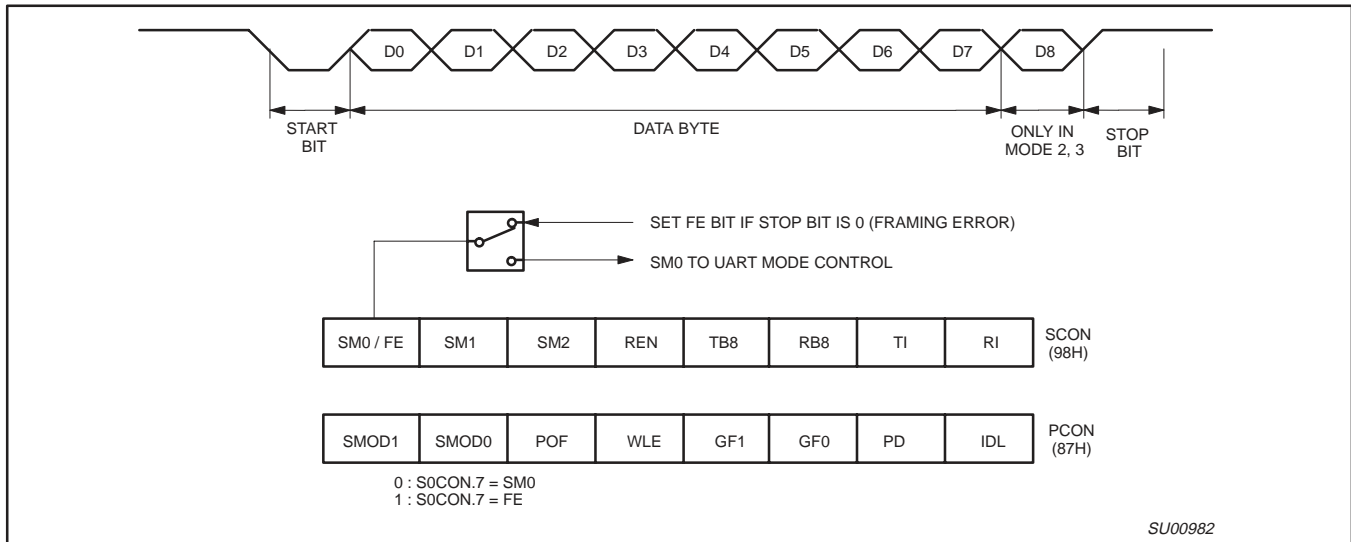 D0 D1 D2 D3 D4 D5 D6 D7 D8
START
BIT
DATA BYTE
ONLY IN
MODE 2, 3
STOP
BIT
SET FE BIT IF STOP BIT IS 0 (FRAMING ERROR)
SM0 TO UART MODE CONTROL
SM0 / FE SM1 SM2 REN TB8 RB8 TI RI
SCON
(98H)
SMOD1 SMOD0 POF WLE GF1 GF0 PD IDL
PCON
(87H)
0 : S0CON.7 = SM0
1 : S0CON.7 = FE
SU00982